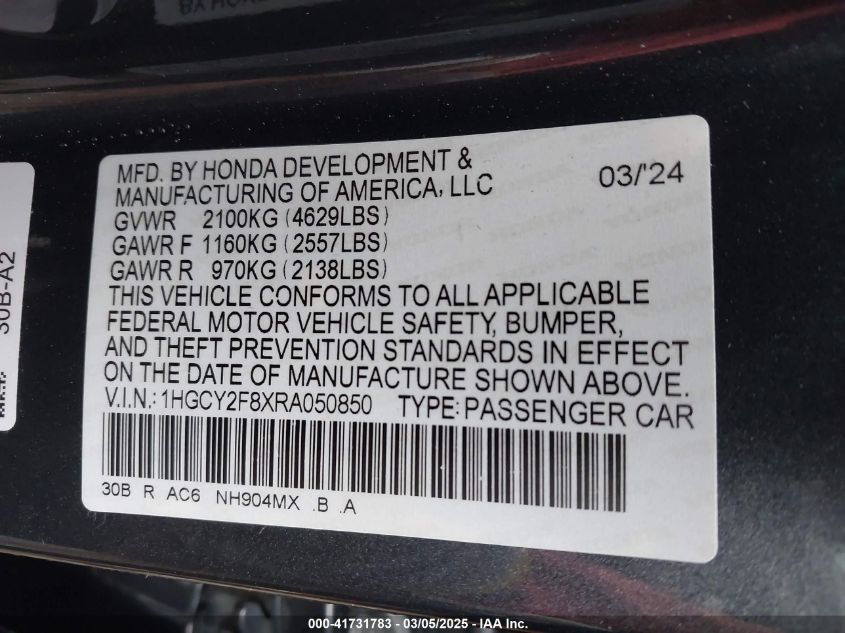 MFD. BY HONDA DEVELOPMENT &
MANUFACTURING OF AMERICA, LLC
03/'24
GVWR 2100KG (4629LBS)
GAWR F 1160KG (2557LBS)
GAWR R 970KG (2138LBS)
THIS VEHICLE CONFORMS TO ALL APPLICABLE
FEDERAL MOTOR VEHICLE SAFETY, BUMPER,
AND THEFT PREVENTION STANDARDS IN EFFECT
ON THE DATE OF MANUFACTURE SHOWN ABOVE.
V.I.N.: 1HGCY2F8XRA050850 TYPE: PASSENGER CAR
30B R AC6 NH904MX .B .A
30B-A2
000-41731783 - 03/05/2025 - IAA Inc.